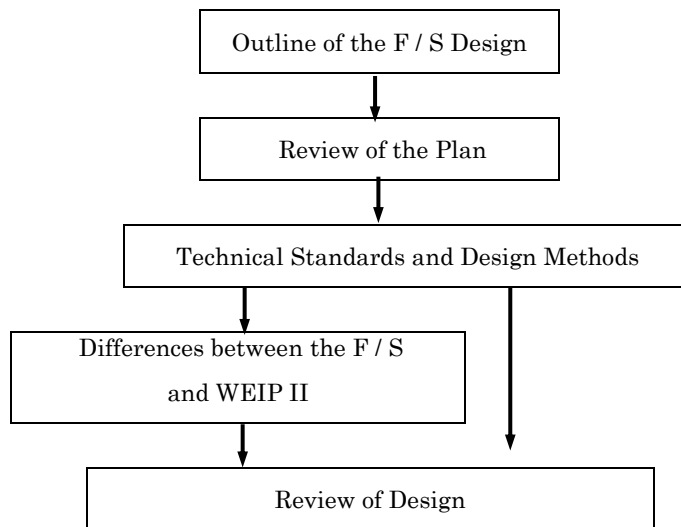 Outline of the F / S Design
Review of the Plan
Technical Standards and Design Methods
Differences between the F / S
and WEIP II
Review of Design